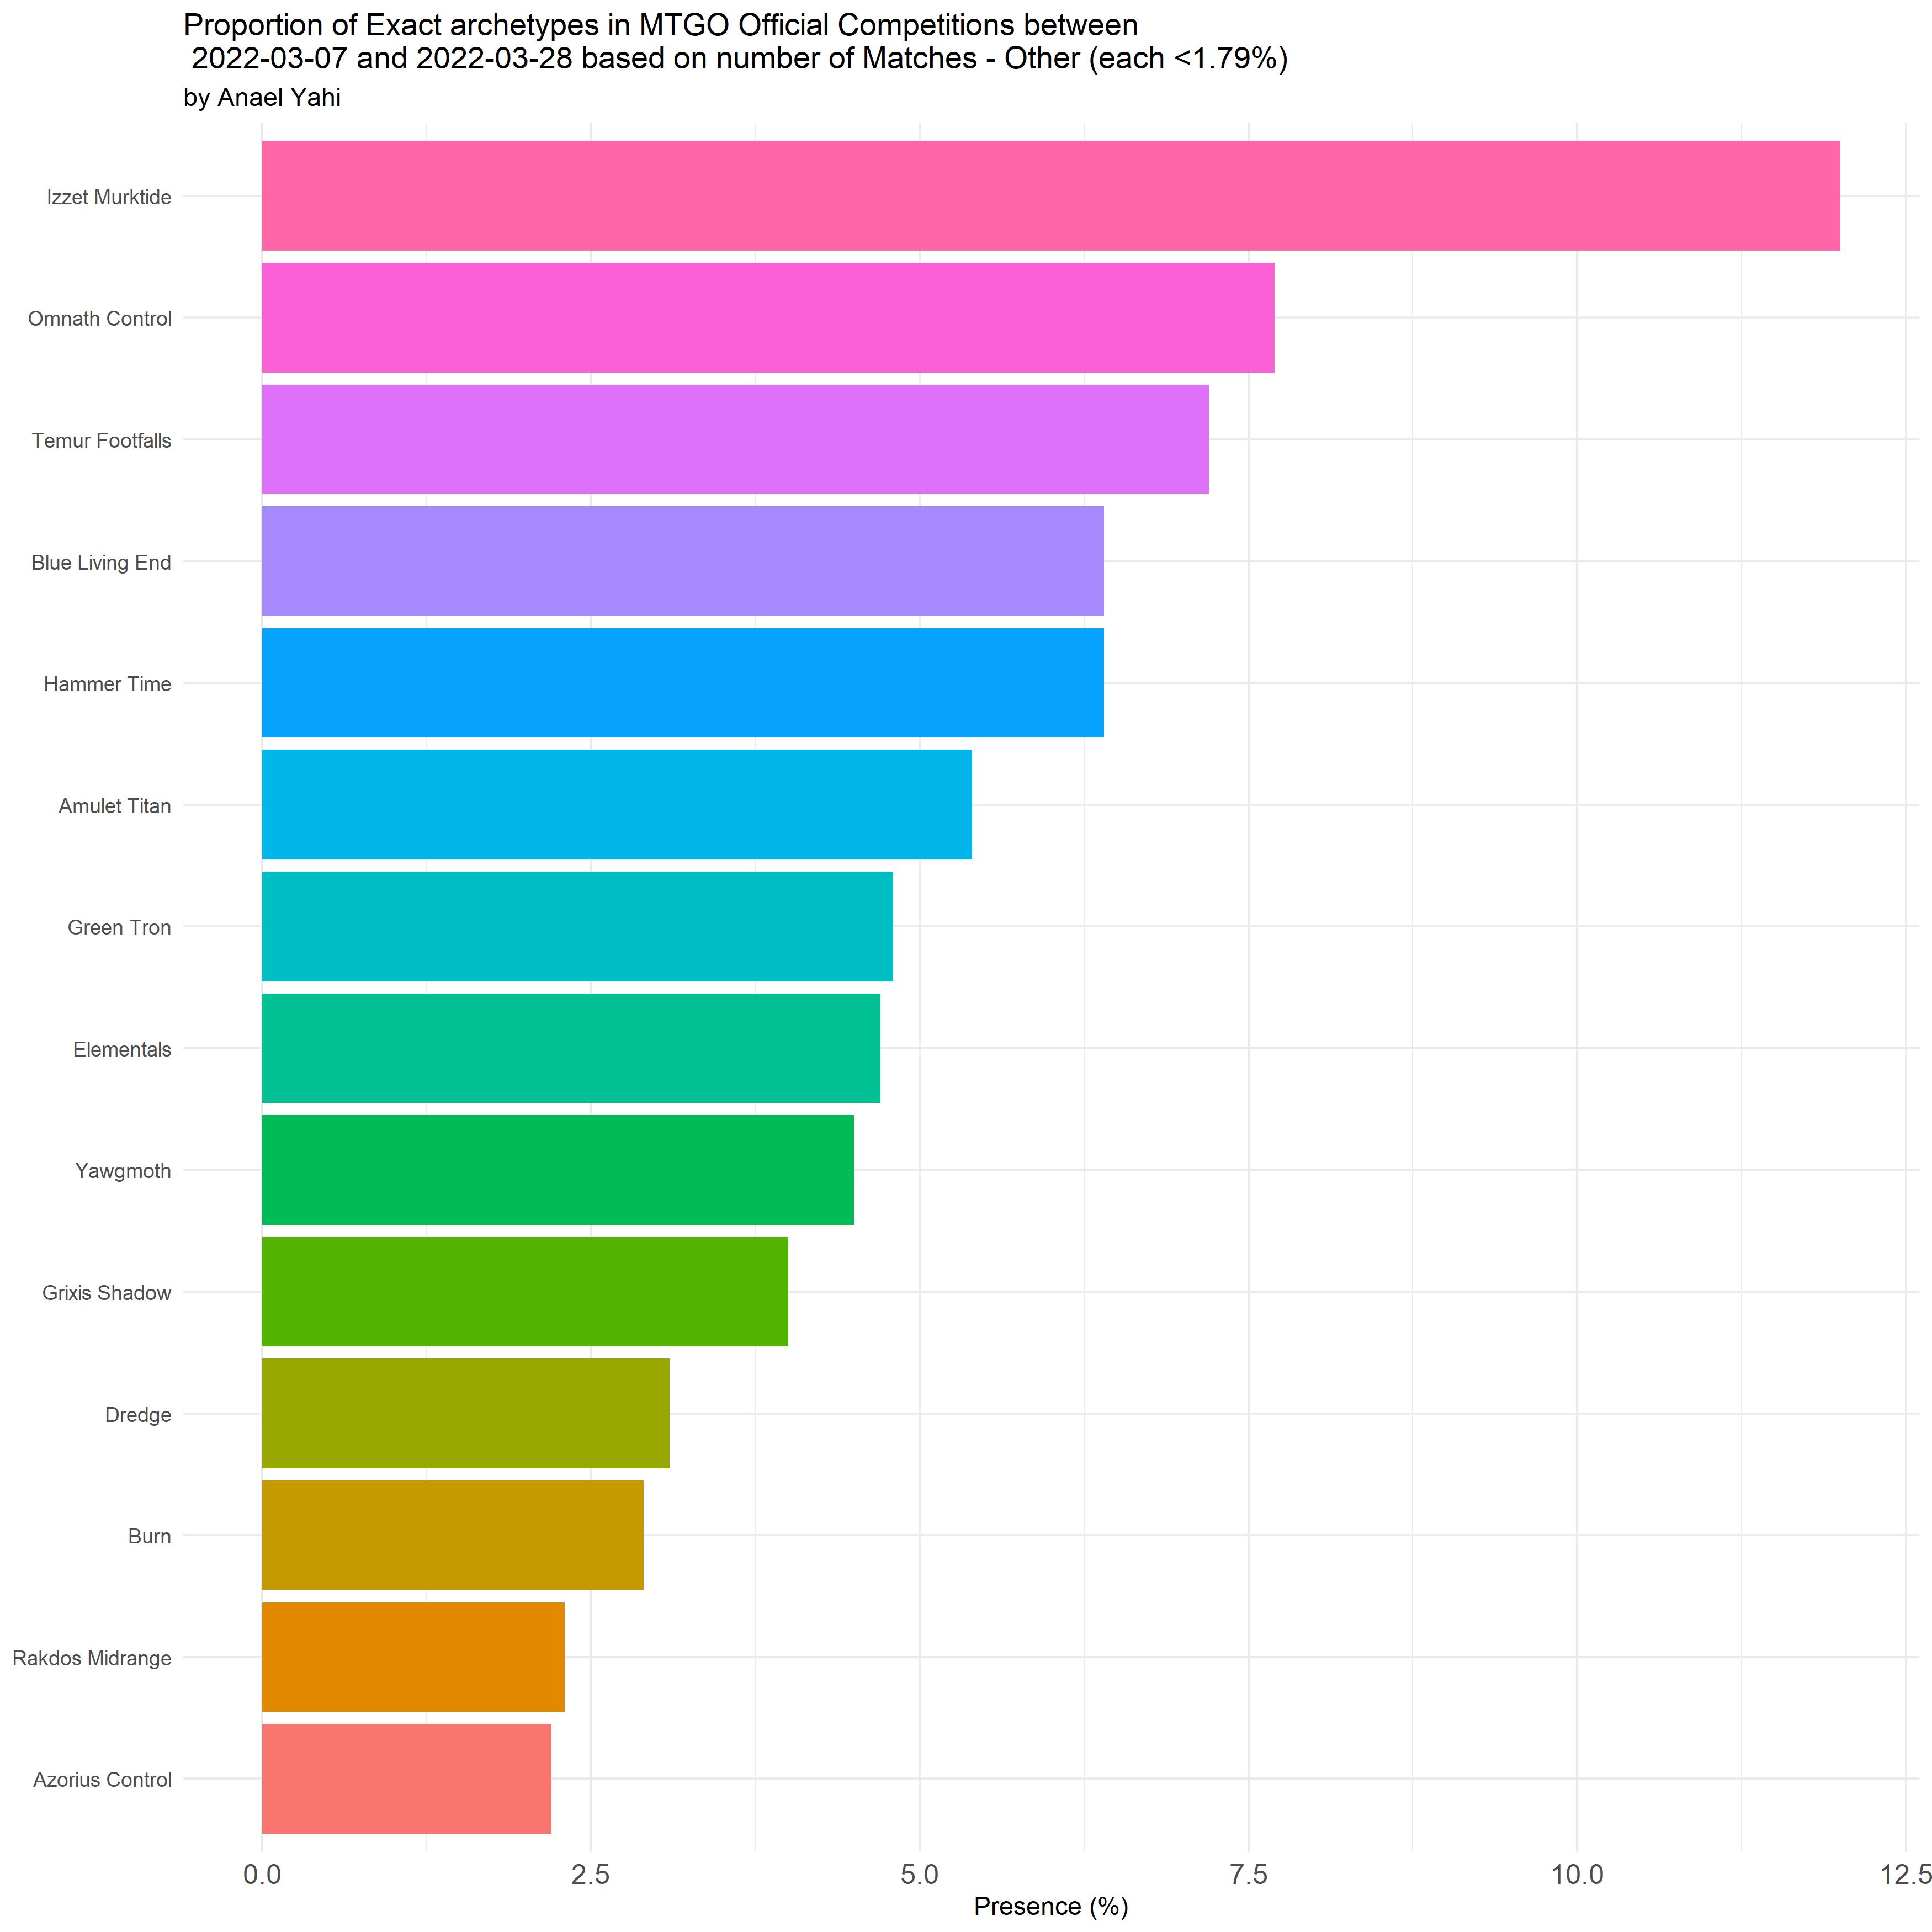 Proportion of Exact archetypes in MTGO Official Competitions between
2022-03-07 and 2022-03-28 based on number of Matches - Other (each <1.79%)
by Anael Yahi
Izzet Murktide
Omnath Control
Temur Footfalls
Blue Living End
Hammer Time
Amulet Titan
Green Tron
Elementals
Yawgmoth
Grixis Shadow
Dredge
Burn
Rakdos Midrange
Azorius Control
0.0 2.5 5.0 7.5 10.0 12.5
Presence (%)